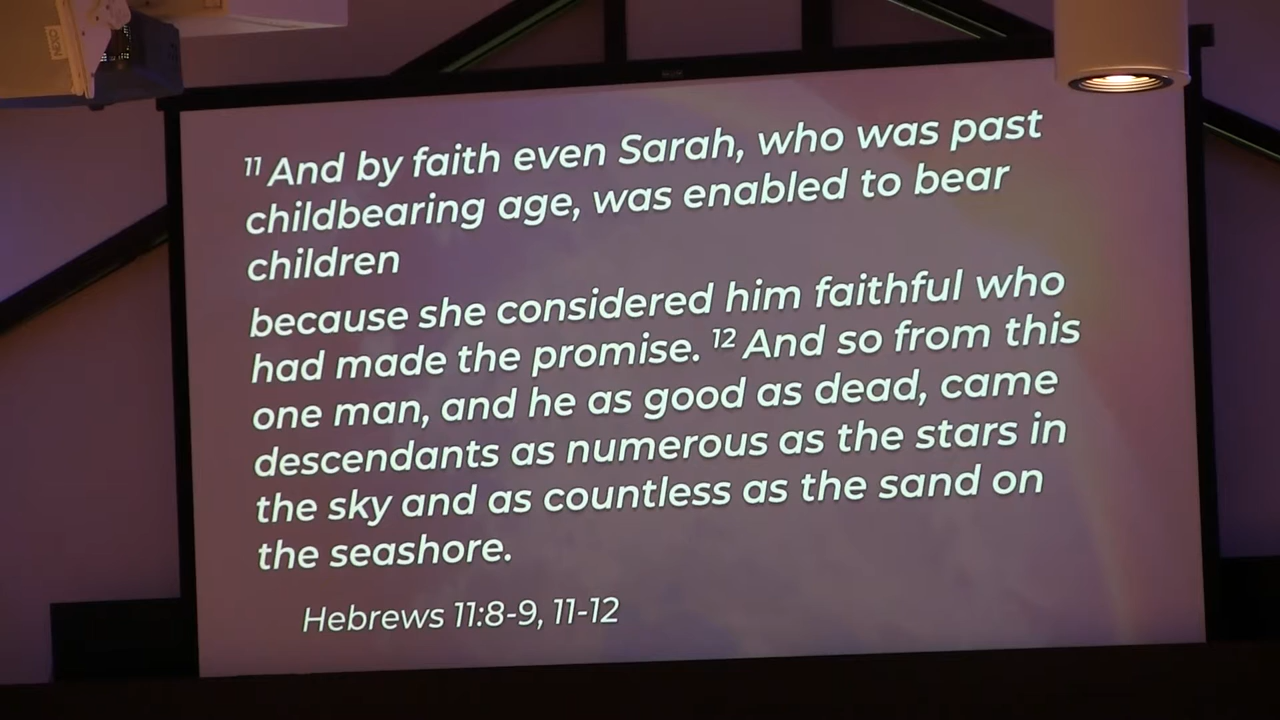 ¹¹ And by faith even Sarah, who was past
childbearing age, was enabled to bear
children
because she considered him faithful who
had made the promise. ¹² And so from this
one man, and he as good as dead, came
descendants as numerous as the stars in
the sky and as countless as the sand on
the seashore.
Hebrews 11:8-9, 11-12